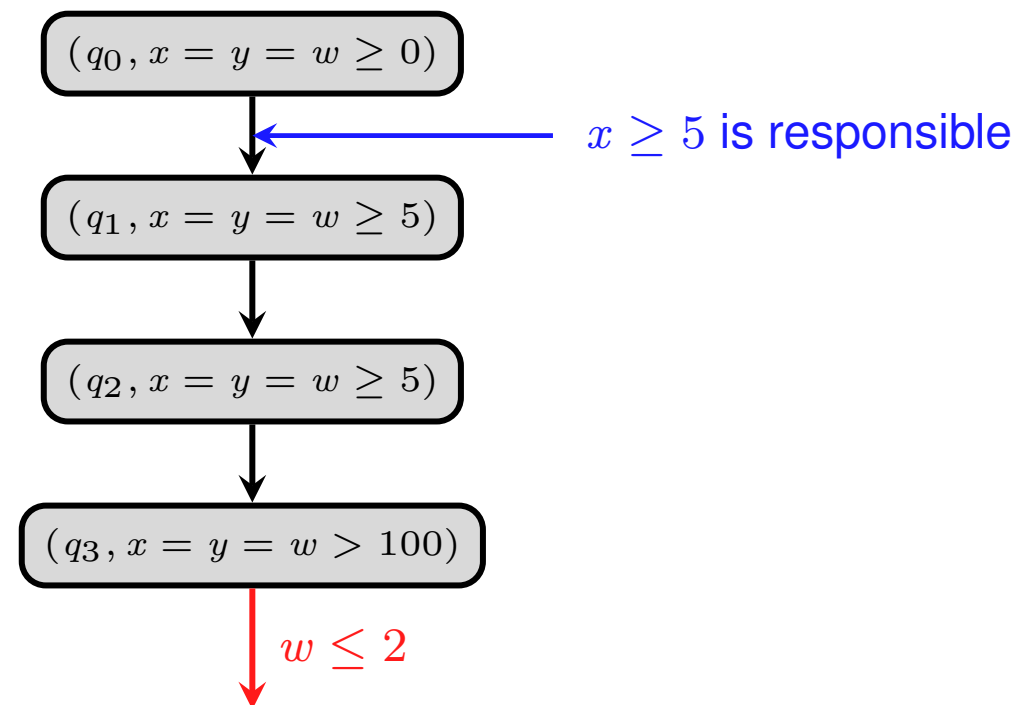 (q₀, x = y = w ≥ 0)
x ≥ 5 is responsible
(q₁, x = y = w ≥ 5)
(q₂, x = y = w ≥ 5)
(q₃, x = y = w > 100)
w ≤ 2